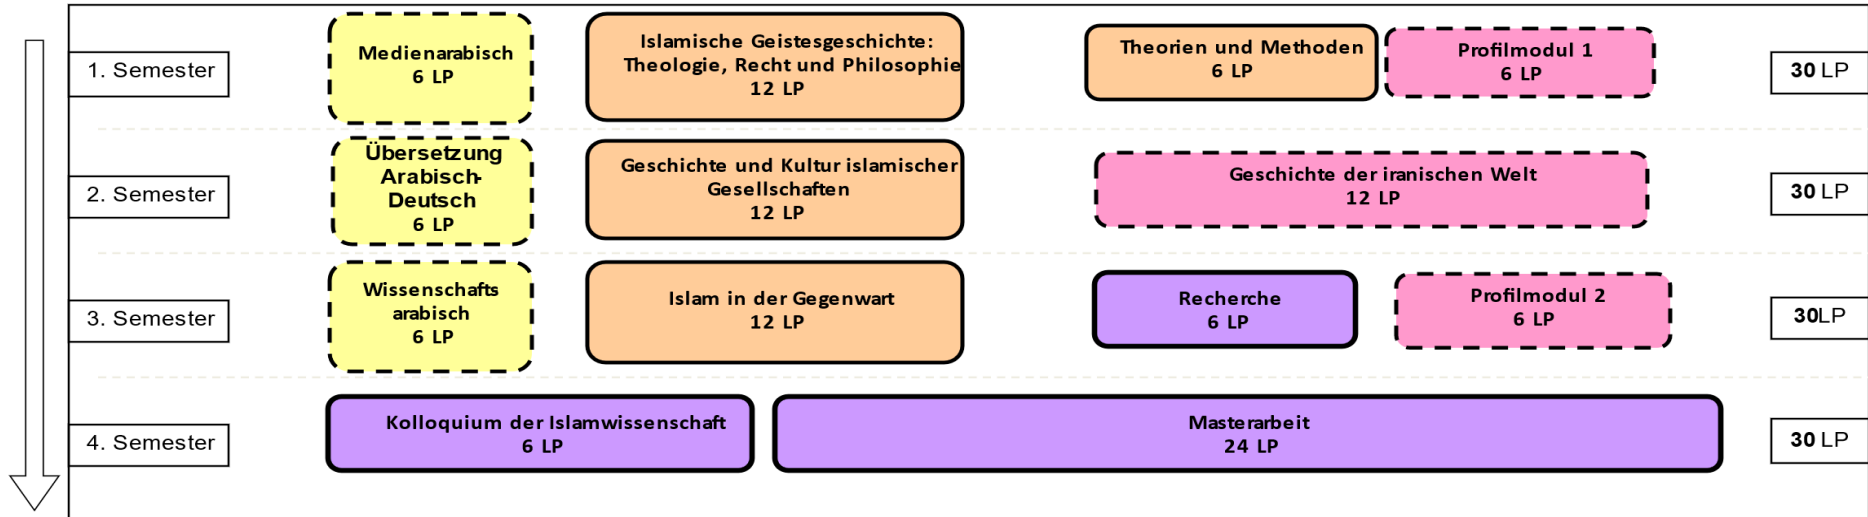 1. Semester
Medienarabisch
6 LP
Islamische Geistesgeschichte:
Theologie, Recht und Philosophie
12 LP
Theorien und Methoden
6 LP
Profilmodul 1
6 LP
30 LP
2. Semester
Übersetzung
Arabisch-
Deutsch
6 LP
Geschichte und Kultur islamischer
Gesellschaften
12 LP
Geschichte der iranischen Welt
12 LP
30 LP
3. Semester
Wissenschafts
arabisch
6 LP
Islam in der Gegenwart
12 LP
Recherche
6 LP
Profilmodul 2
6 LP
30LP
4. Semester
Kolloquium der Islamwissenschaft
6 LP
Masterarbeit
24 LP
30 LP